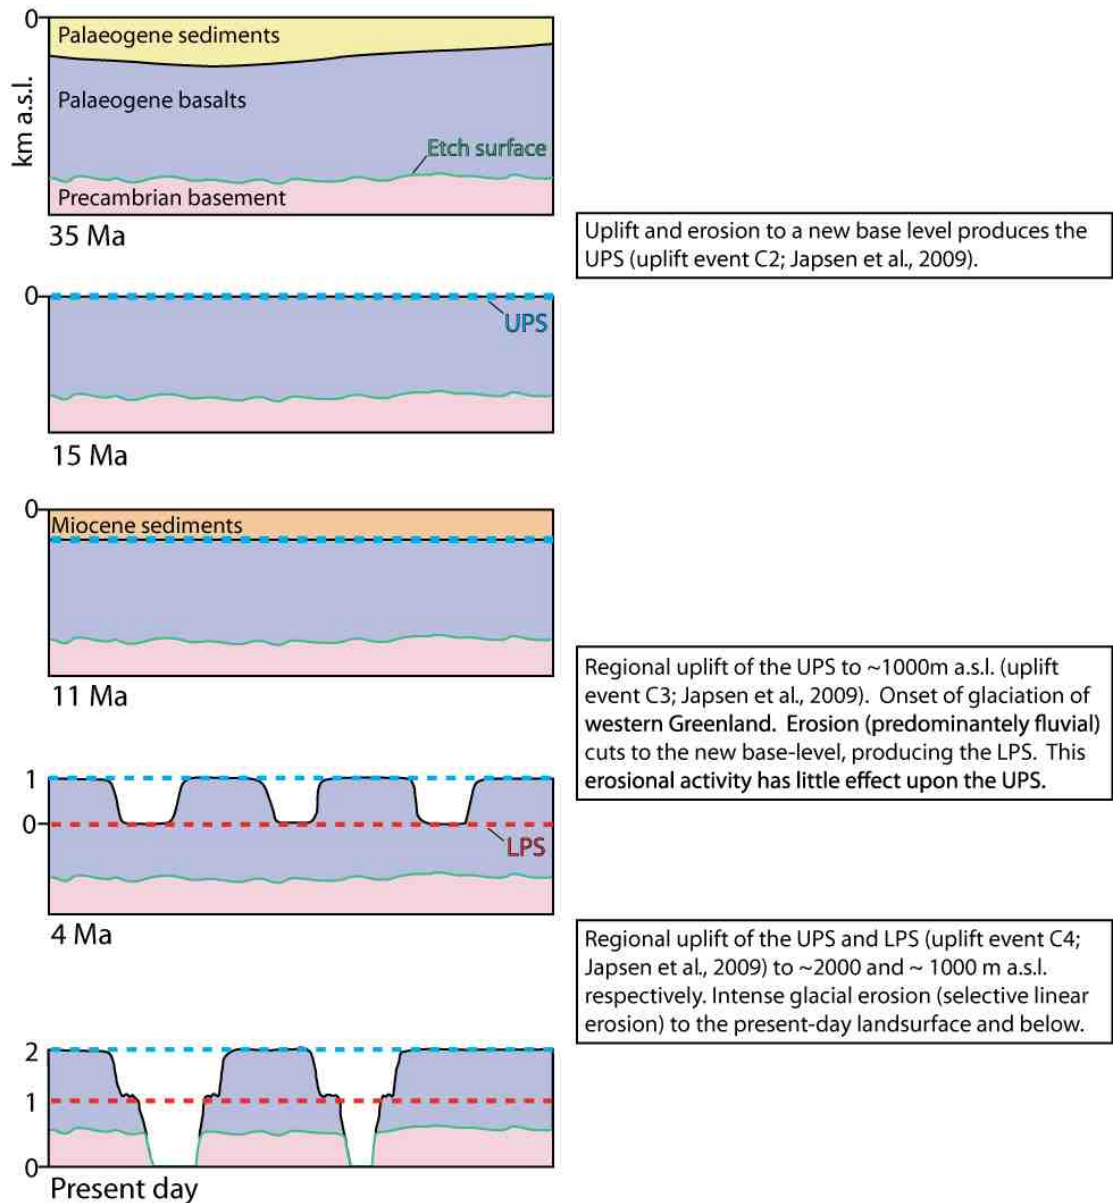 0
Palaeogene sediments
km a.s.l.
Palaeogene basalts
Etch surface
Precambrian basement
35 Ma
Uplift and erosion to a new base level produces the
UPS (uplift event C2; Japsen et al., 2009).
0
UPS
15 Ma
0
Miocene sediments
11 Ma
Regional uplift of the UPS to ~1000m a.s.l. (uplift
event C3; Japsen et al., 2009). Onset of glaciation of
western Greenland. Erosion (predominantely fluvial)
cuts to the new base-level, producing the LPS. This
erosional activity has little effect upon the UPS.
1
0
LPS
4 Ma
Regional uplift of the UPS and LPS (uplift event C4;
Japsen et al., 2009) to ~2000 and ~ 1000 m a.s.l.
respectively. Intense glacial erosion (selective linear
erosion) to the present-day landsurface and below.
2
1
0
Present day